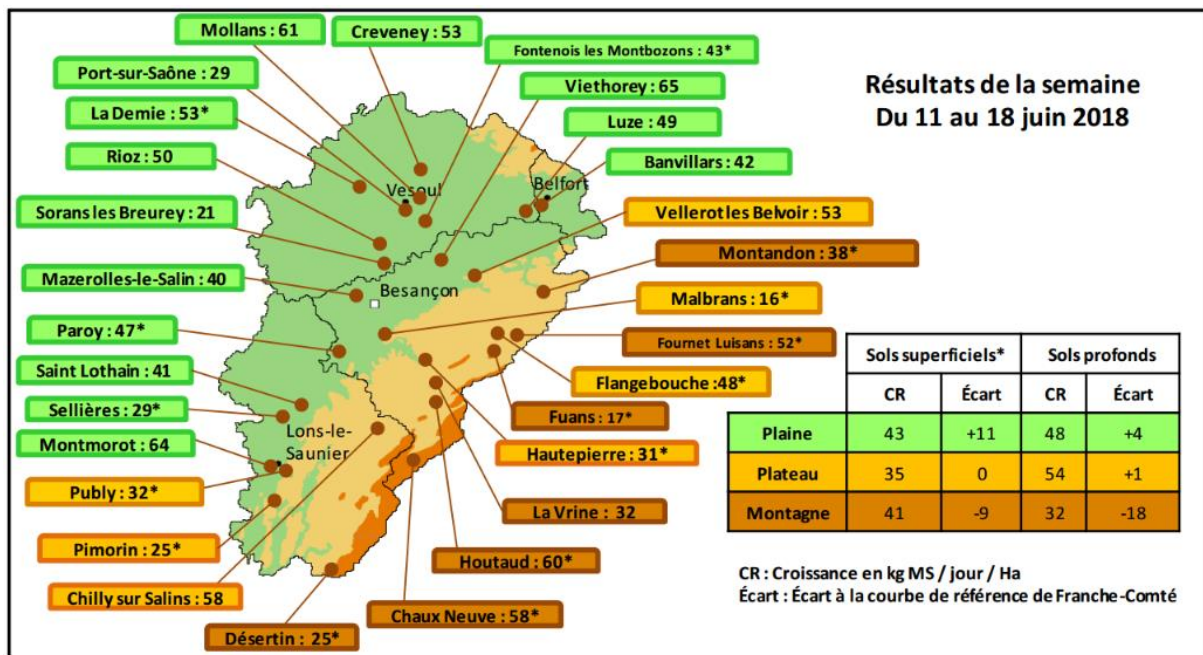 Mollans : 61
Creveney : 53
Fontenois les Montbozons : 43*
Port-sur-Saône : 29
Viethorey : 65
La Demie : 53*
Luze : 49
Rioz : 50
Banvillars : 42
Sorans les Breurey : 21
Vellerot les Belvoir : 53
Montandon : 38*
Mazerolles-le-Salin : 40
Malbrans : 16*
Paroy : 47*
Fournet Luisans : 52*
Saint Lothain : 41
Flangebouche :48*
Sellières : 29*
Fuans : 17*
Montmorot : 64
Hautepierre : 31*
Publy : 32*
La Vrine : 32
Pimorin : 25*
Houtaud : 60*
Chilly sur Salins : 58
Chaux Neuve : 58*
Désertin : 25*
Vesoul
Belfort
Besançon
Lons-le-
Saunier
Résultats de la semaine
Du 11 au 18 juin 2018
Sols superficiels* Sols profonds
CR Écart CR Écart
Plaine 43 +11 48 +4
Plateau 35 0 54 +1
Montagne 41 -9 32 -18
CR : Croissance en kg MS / jour / Ha
Écart : Écart à la courbe de référence de Franche-Comté